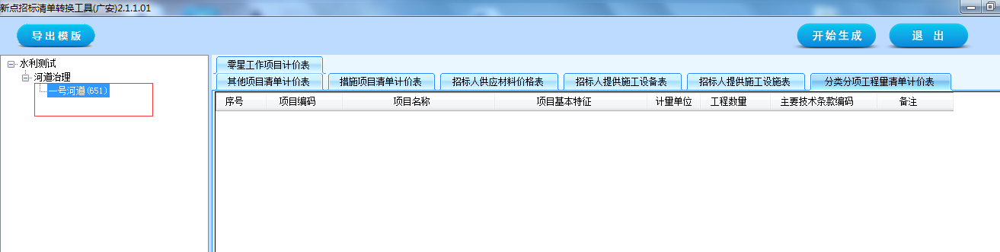 新点招标清单转换工具(广安)2.1.1.01
导出模版 开始生成 退 出
水利测试
河道治理
一号河道(651)
零星工作项目计价表
其他项目清单计价表 措施项目清单计价表 招标人供应材料价格表 招标人提供施工设备表 招标人提供施工设施表 分类分项工程量清单计价表
序号 项目编码 项目名称 项目基本特征 计量单位 工程数量 主要技术条款编码 备注